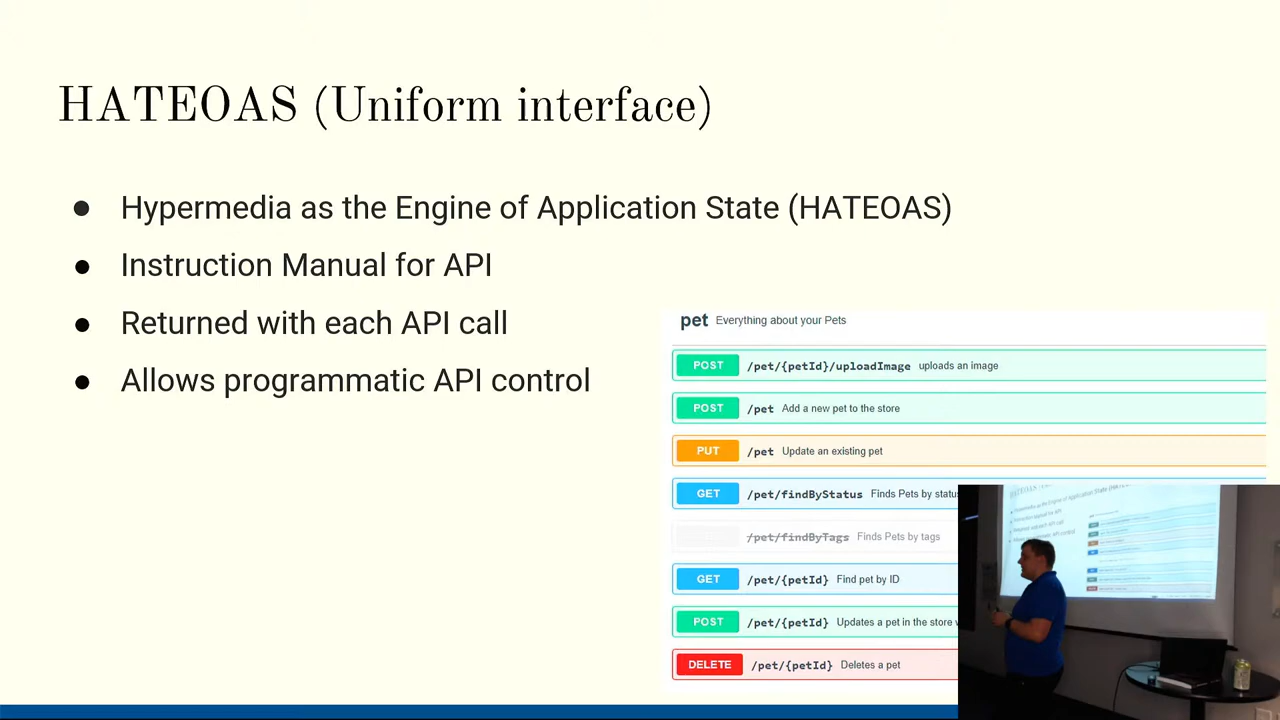 HATEOAS (Uniform interface)
● Hypermedia as the Engine of Application State (HATEOAS)
● Instruction Manual for API
● Returned with each API call
● Allows programmatic API control
pet Everything about your Pets
POST /pet/{petId}/uploadImage uploads an image
POST /pet Add a new pet to the store
PUT /pet Update an existing pet
GET /pet/findByStatus Finds Pets by status
/pet/findByTags Finds Pets by tags
GET /pet/{petId} Find pet by ID
POST /pet/{petId} Updates a pet in the store
DELETE /pet/{petId} Deletes a pet